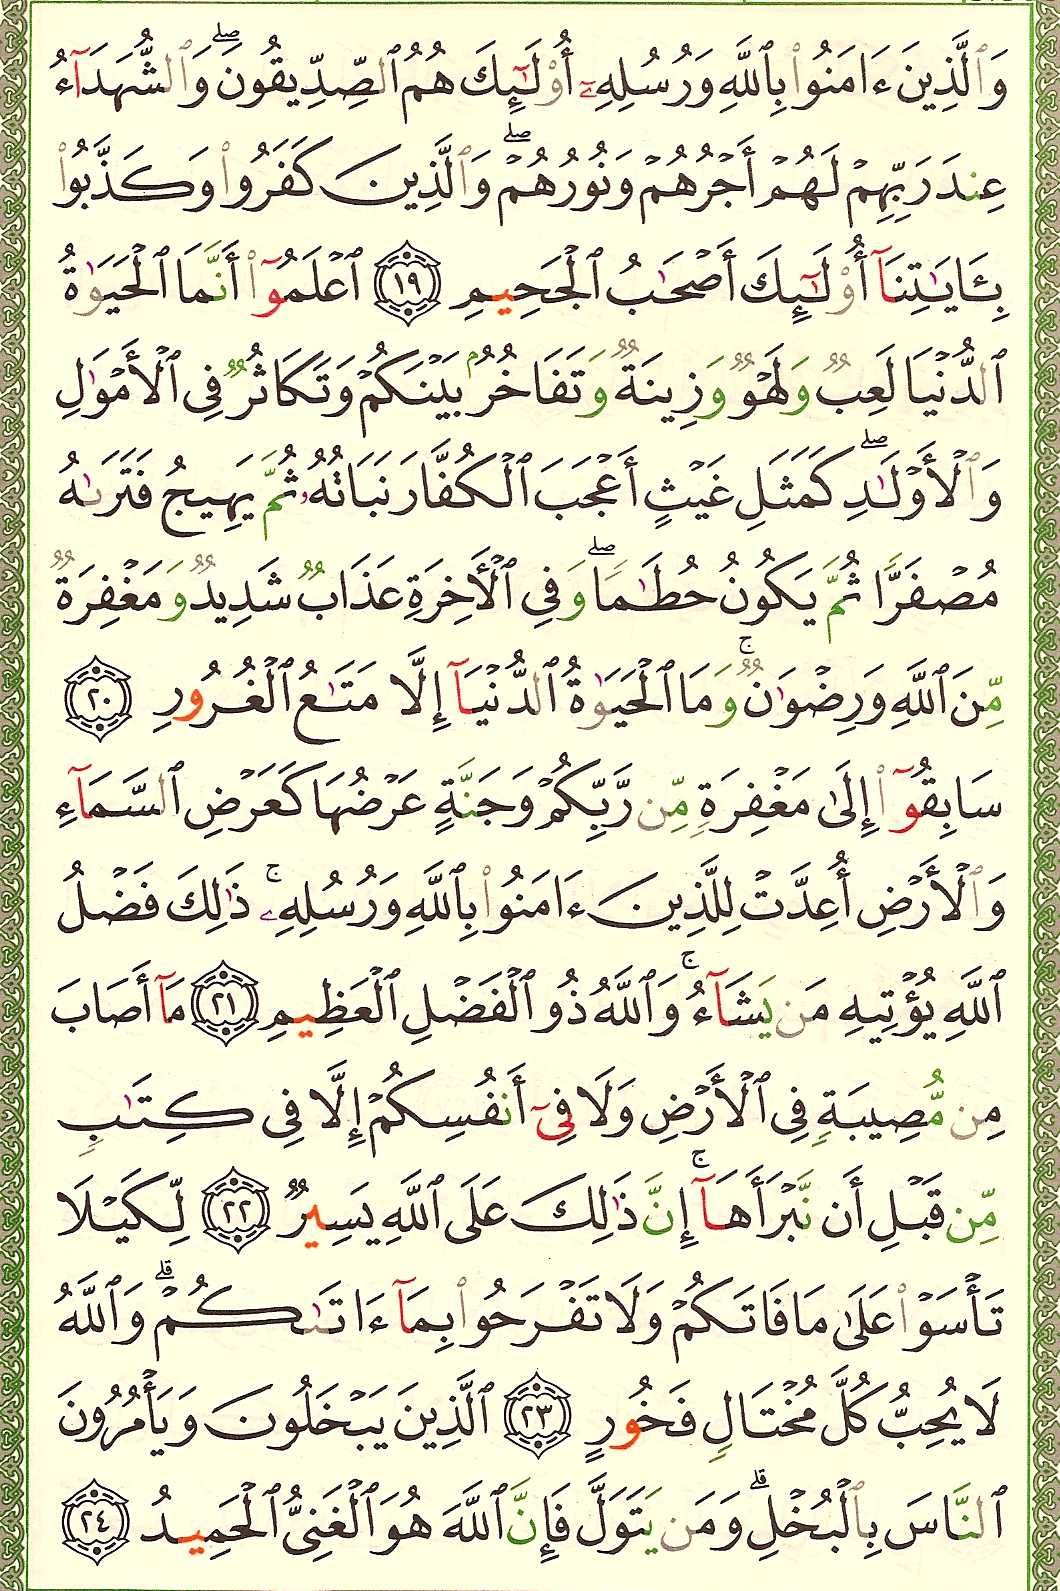 وَٱلَّذِينَ ءَامَنُوا۟ بِٱللَّهِ وَرُسُلِهِۦٓ أُو۟لَـٰٓئِكَ هُمُ ٱلصِّدِّيقُونَ ۖ وَٱلشُّهَدَآءُ
عِندَ رَبِّهِمْ لَهُمْ أَجْرُهُمْ وَنُورُهُمْ ۖ وَٱلَّذِينَ كَفَرُوا۟ وَكَذَّبُوا۟
بِـَٔايَـٰتِنَآ أُو۟لَـٰٓئِكَ أَصْحَـٰبُ ٱلْجَحِيمِ ١٩ ٱعْلَمُوٓا۟ أَنَّمَا ٱلْحَيَوٰةُ
ٱلدُّنْيَا لَعِبٌ وَلَهْوٌ وَزِينَةٌ وَتَفَاخُرٌۢ بَيْنَكُمْ وَتَكَاثُرٌ فِى ٱلْأَمْوَٰلِ
وَٱلْأَوْلَـٰدِ ۖ كَمَثَلِ غَيْثٍ أَعْجَبَ ٱلْكُفَّارَ نَبَاتُهُۥ ثُمَّ يَهِيجُ فَتَرَىٰهُ
مُصْفَرًّا ثُمَّ يَكُونُ حُطَـٰمًا ۖ وَفِى ٱلْـَٔاخِرَةِ عَذَابٌ شَدِيدٌ وَمَغْفِرَةٌ
مِّنَ ٱللَّهِ وَرِضْوَٰنٌ ۚ وَمَا ٱلْحَيَوٰةُ ٱلدُّنْيَآ إِلَّا مَتَـٰعُ ٱلْغُرُورِ ٢٠
سَابِقُوٓا۟ إِلَىٰ مَغْفِرَةٍ مِّن رَّبِّكُمْ وَجَنَّةٍ عَرْضُهَا كَعَرْضِ ٱلسَّمَآءِ
وَٱلْأَرْضِ أُعِدَّتْ لِلَّذِينَ ءَامَنُوا۟ بِٱللَّهِ وَرُسُلِهِۦ ۚ ذَٰلِكَ فَضْلُ
ٱللَّهِ يُؤْتِيهِ مَن يَشَآءُ ۚ وَٱللَّهُ ذُو ٱلْفَضْلِ ٱلْعَظِيمِ ٢١ مَآ أَصَابَ
مِن مُّصِيبَةٍ فِى ٱلْأَرْضِ وَلَا فِىٓ أَنفُسِكُمْ إِلَّا فِى كِتَـٰبٍ
مِّن قَبْلِ أَن نَّبْرَأَهَآ ۚ إِنَّ ذَٰلِكَ عَلَى ٱللَّهِ يَسِيرٌ ٢٢ لِّكَيْلَا
تَأْسَوْا۟ عَلَىٰ مَا فَاتَكُمْ وَلَا تَفْرَحُوا۟ بِمَآ ءَاتَىٰكُمْ ۗ وَٱللَّهُ
لَا يُحِبُّ كُلَّ مُخْتَالٍ فَخُورٍ ٢٣ ٱلَّذِينَ يَبْخَلُونَ وَيَأْمُرُونَ
ٱلنَّاسَ بِٱلْبُخْلِ ۗ وَمَن يَتَوَلَّ فَإِنَّ ٱللَّهَ هُوَ ٱلْغَنِىُّ ٱلْحَمِيدُ ٢٤